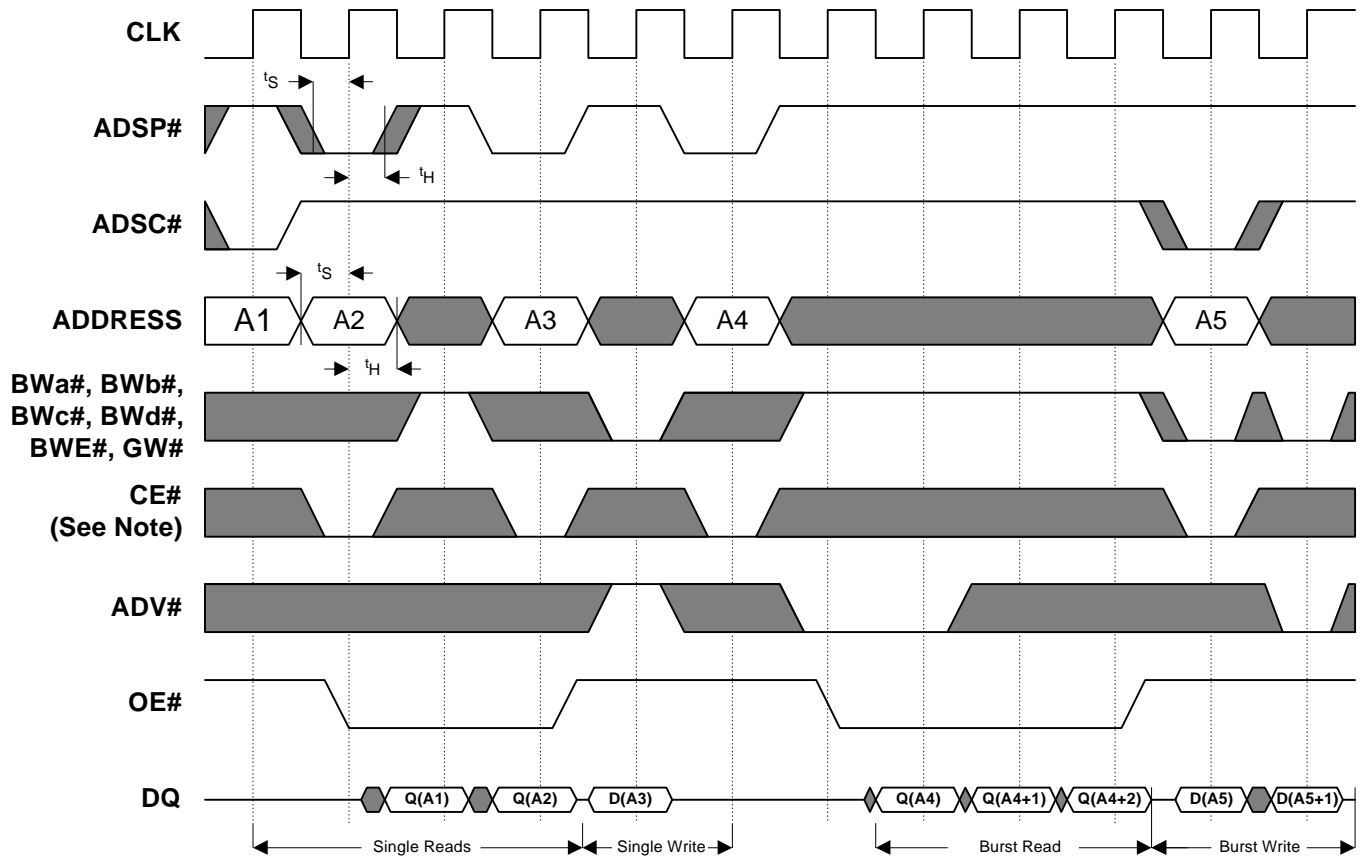 CLK
tS
ADSP#
tH
ADSC#
tS
ADDRESS
A1 A2 A3 A4 A5
tH
BWa#, BWb#,
BWc#, BWd#,
BWE#, GW#
CE#
(See Note)
ADV#
OE#
DQ
Q(A1) Q(A2) D(A3) Q(A4) Q(A4+1) Q(A4+2) D(A5) D(A5+1)
Single Reads Single Write Burst Read Burst Write